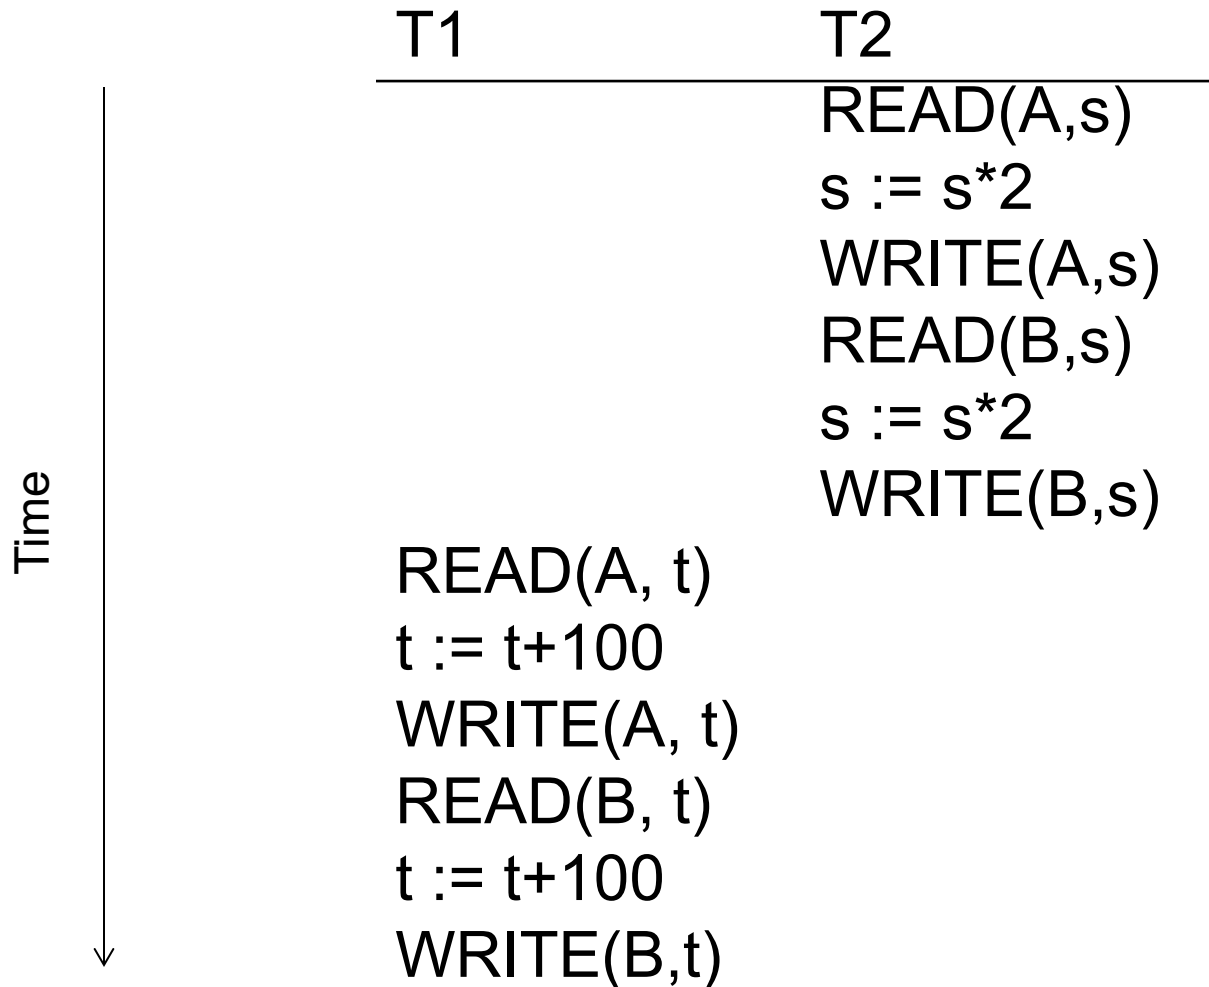 T1 T2
READ(A,s)
s := s*2
WRITE(A,s)
READ(B,s)
s := s*2
WRITE(B,s)
Time
READ(A, t)
t := t+100
WRITE(A, t)
READ(B, t)
t := t+100
WRITE(B,t)